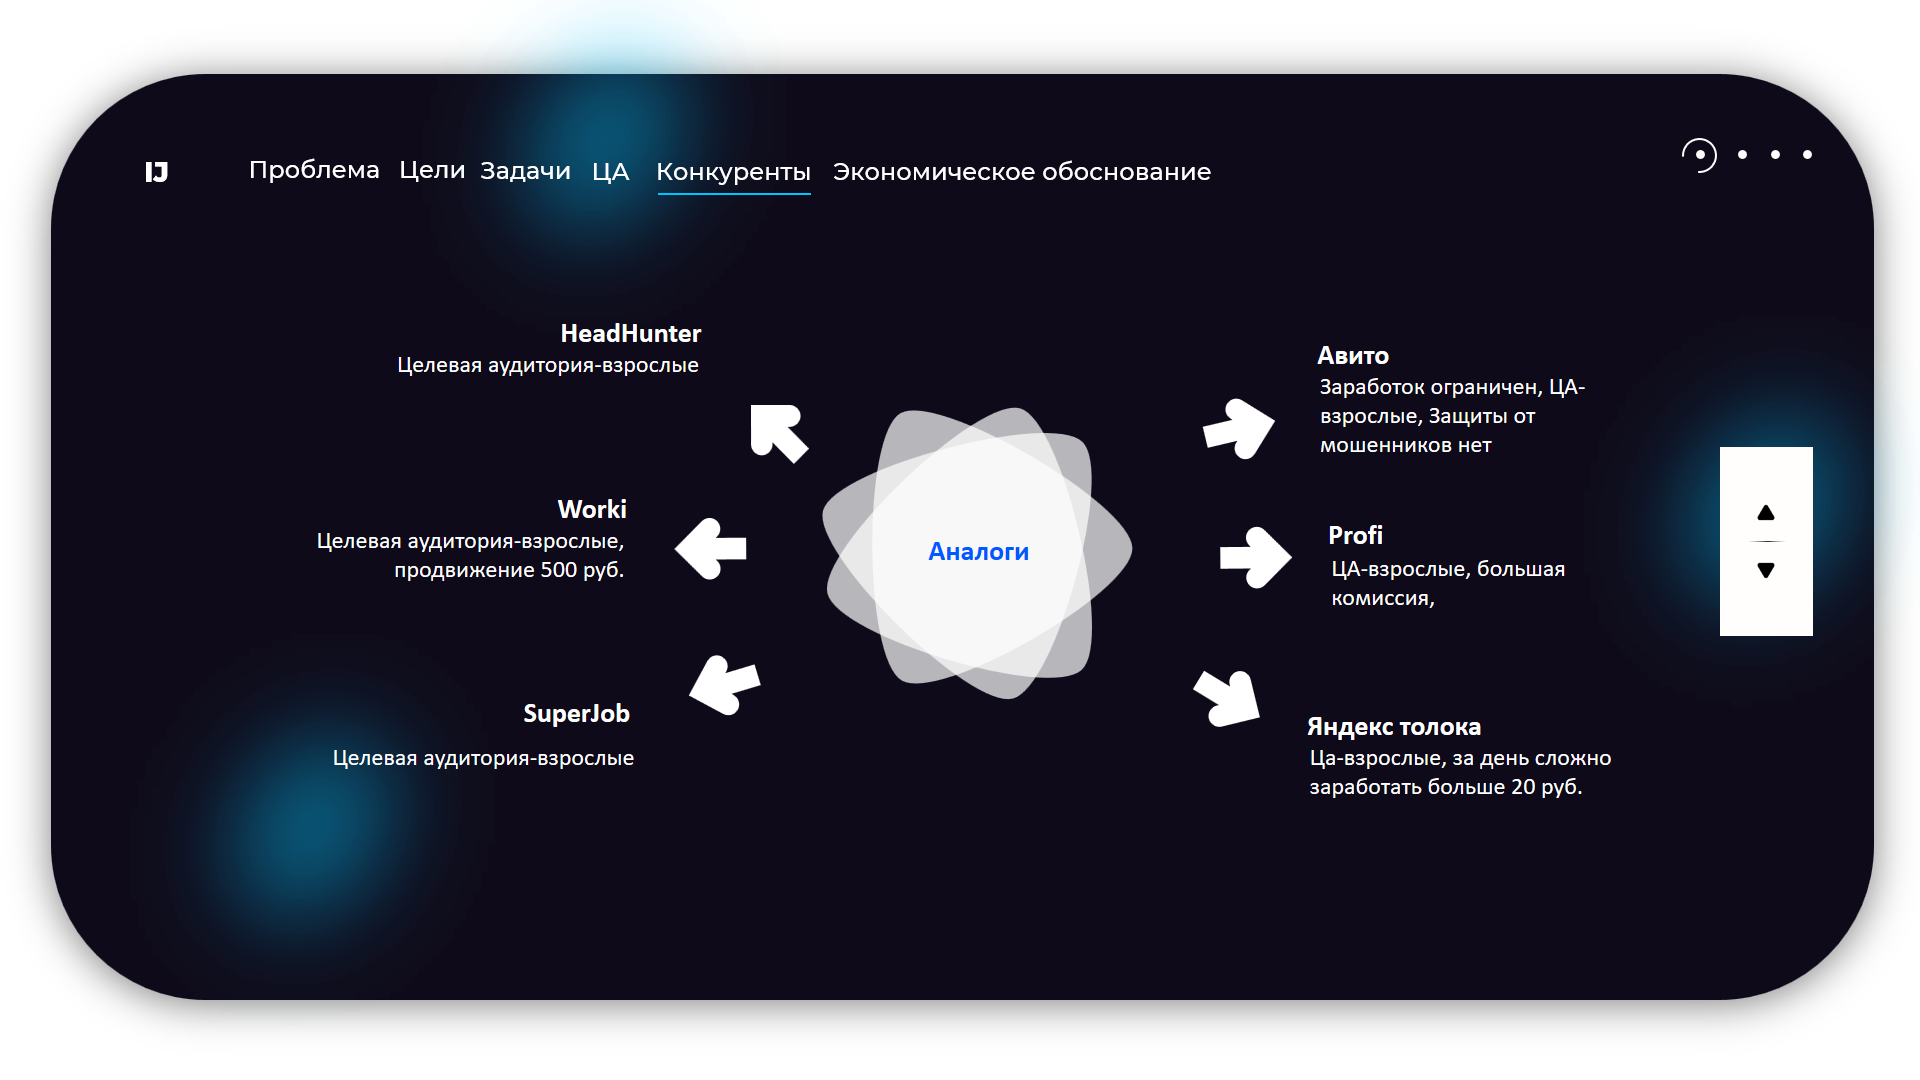 IJ
Проблема Цели Задачи ЦА Конкуренты Экономическое обоснование
HeadHunter
Целевая аудитория-взрослые
Worki
Целевая аудитория-взрослые,
продвижение 500 руб.
SuperJob
Целевая аудитория-взрослые
Аналоги
Авито
Заработок ограничен, ЦА-
взрослые, Защиты от
мошенников нет
Profi
ЦА-взрослые, большая
комиссия,
Яндекс толока
Ца-взрослые, за день сложно
заработать больше 20 руб.